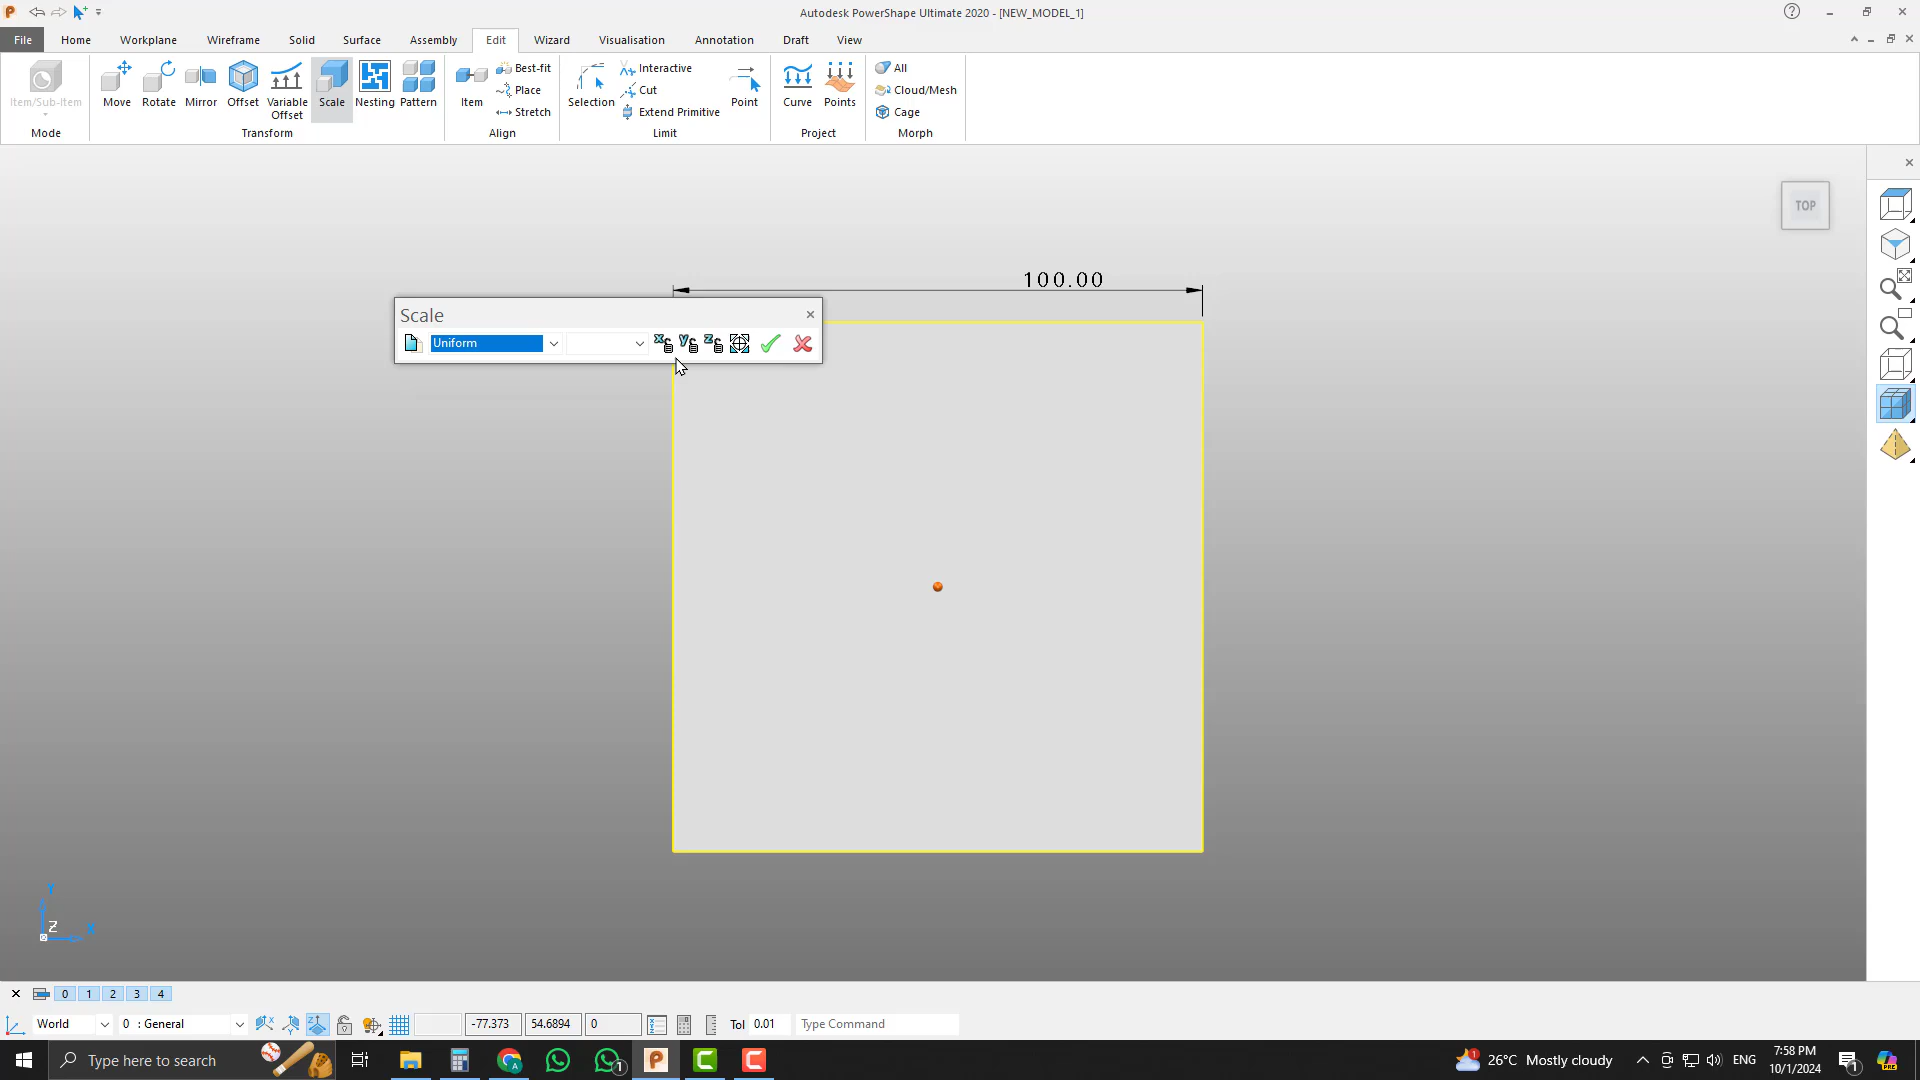 Autodesk PowerShape Ultimate 2020 - [NEW_MODEL_1]
File Home Workplane Wireframe Solid Surface Assembly Edit Wizard Visualisation Annotation Draft View
Item/Sub-Item
Mode
Move Rotate Mirror Offset Variable Offset Scale Nesting Pattern
Transform
Item Best-fit Place Stretch
Align
Selection Interactive Cut Extend Primitive Point
Limit
Curve Points
Project
All Cloud/Mesh Cage
Morph
TOP
100.00
Scale
Uniform
X Y Z
Y
Z X
0 1 2 3 4
World 0 : General -77.373 54.6894 0 Tol 0.01 Type Command
Type here to search
1
1 26°C Mostly cloudy ENG 7:58 PM
10/1/2024
1
PRE